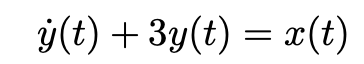 ẏ(t) + 3y(t) = x(t)